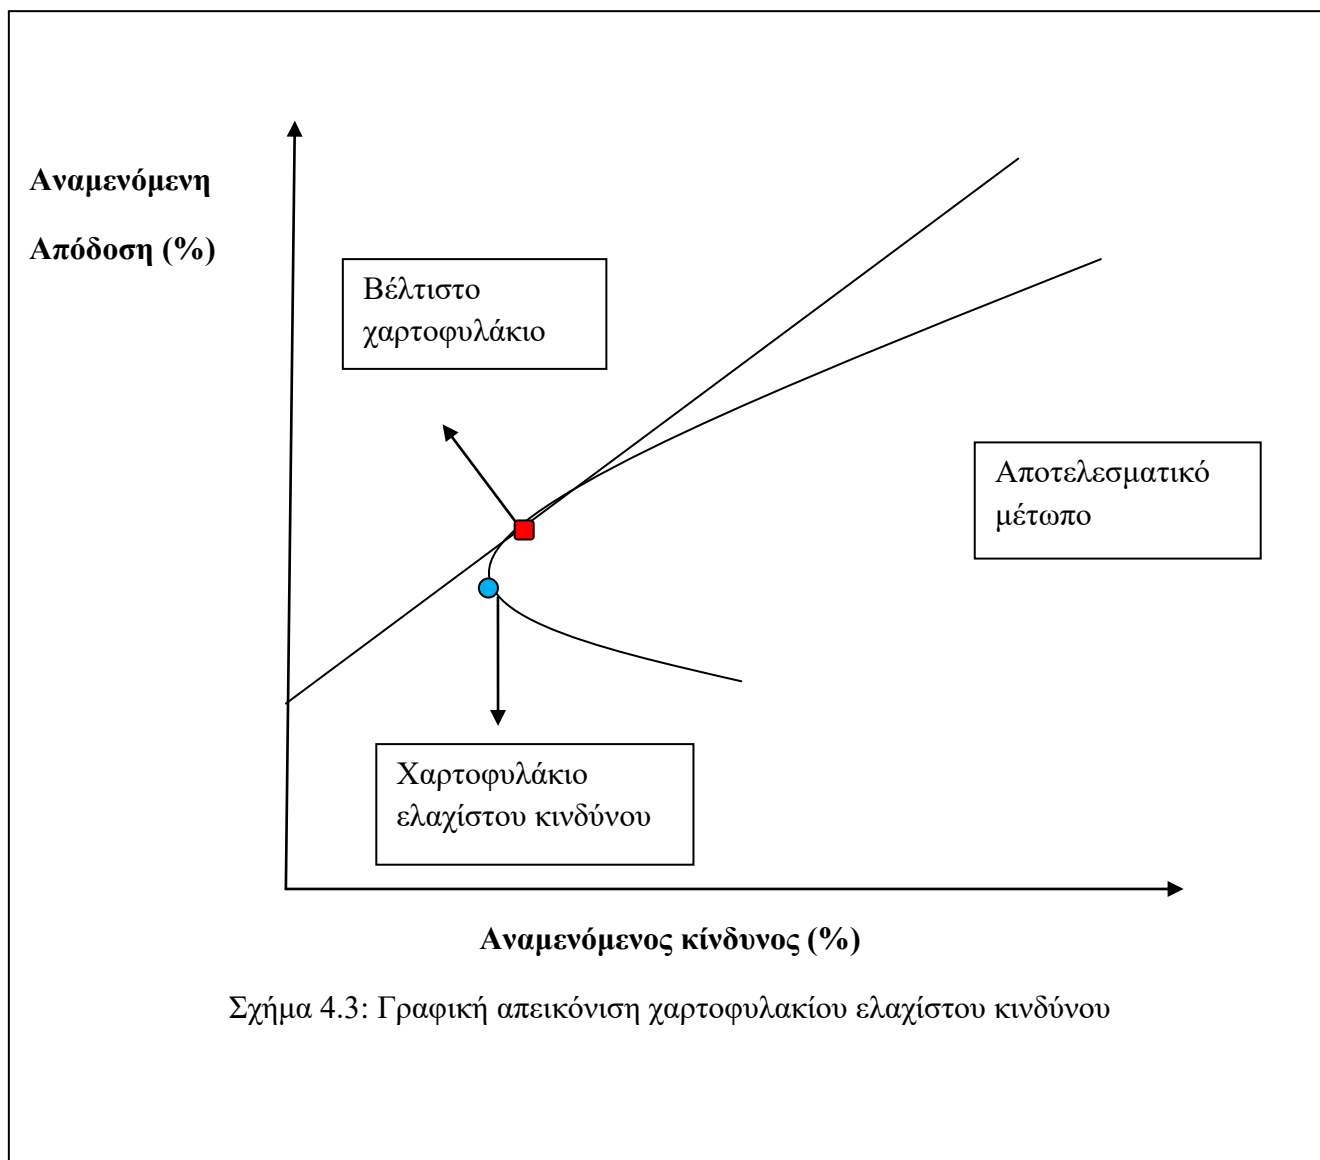 Αναμενόμενη
Απόδοση (%)
Βέλτιστο
χαρτοφυλάκιο
Αποτελεσματικό
μέτωπο
Χαρτοφυλάκιο
ελαχίστου κινδύνου
Αναμενόμενος κίνδυνος (%)
Σχήμα 4.3: Γραφική απεικόνιση χαρτοφυλακίου ελαχίστου κινδύνου